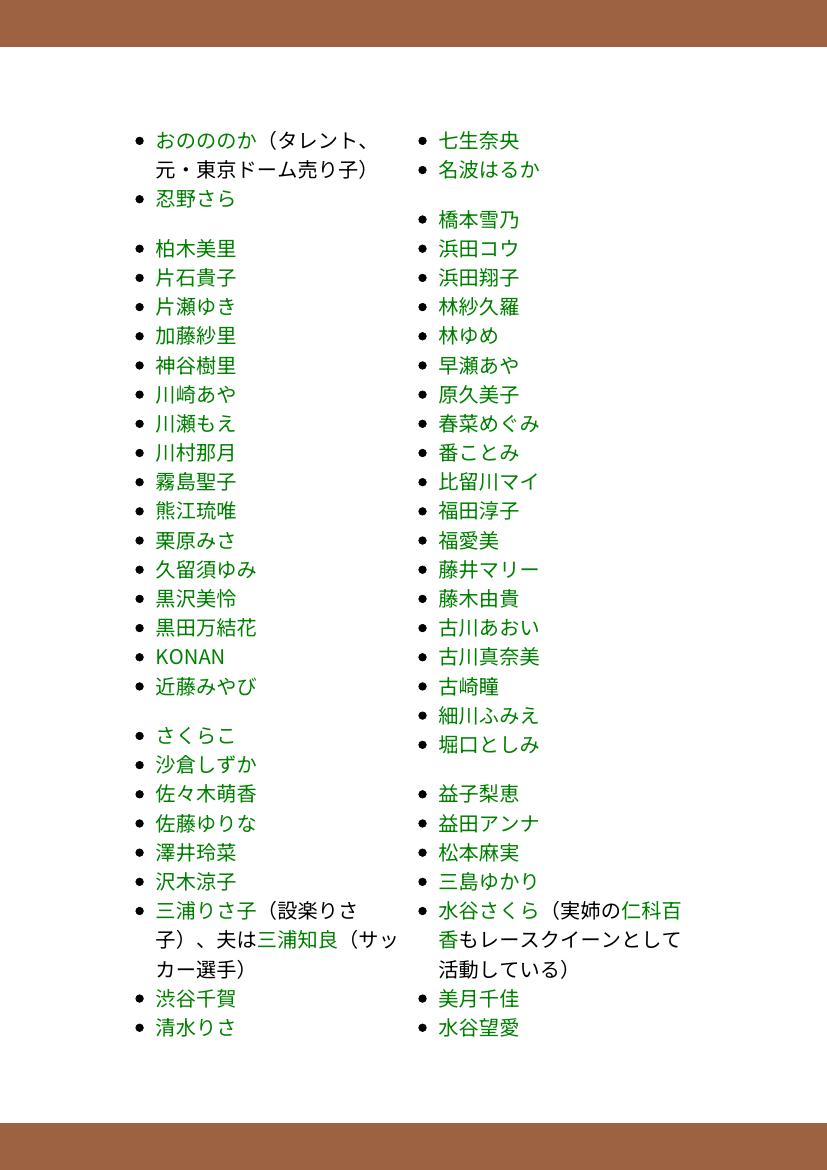 おのののか（タレント、
元・東京ドーム売り子）
忍野さら
柏木美里
片石貴子
片瀬ゆき
加藤紗里
神谷樹里
川崎あや
川瀬もえ
川村那月
霧島聖子
熊江琉唯
栗原みさ
久留須ゆみ
黒沢美怜
黒田万結花
KONAN
近藤みやび
さくらこ
沙倉しずか
佐々木萌香
佐藤ゆりな
澤井玲菜
沢木涼子
三浦りさ子（設楽りさ
子）、夫は三浦知良（サッ
カー選手）
渋谷千賀
清水りさ
七生奈央
名波はるか
橋本雪乃
浜田コウ
浜田翔子
林紗久羅
林ゆめ
早瀬あや
原久美子
春菜めぐみ
番ことみ
比留川マイ
福田淳子
福愛美
藤井マリー
藤木由貴
古川あおい
古川真奈美
古崎瞳
細川ふみえ
堀口としみ
益子梨恵
益田アンナ
松本麻実
三島ゆかり
水谷さくら（実姉の仁科百
香もレースクイーンとして
活動している）
美月千佳
水谷望愛